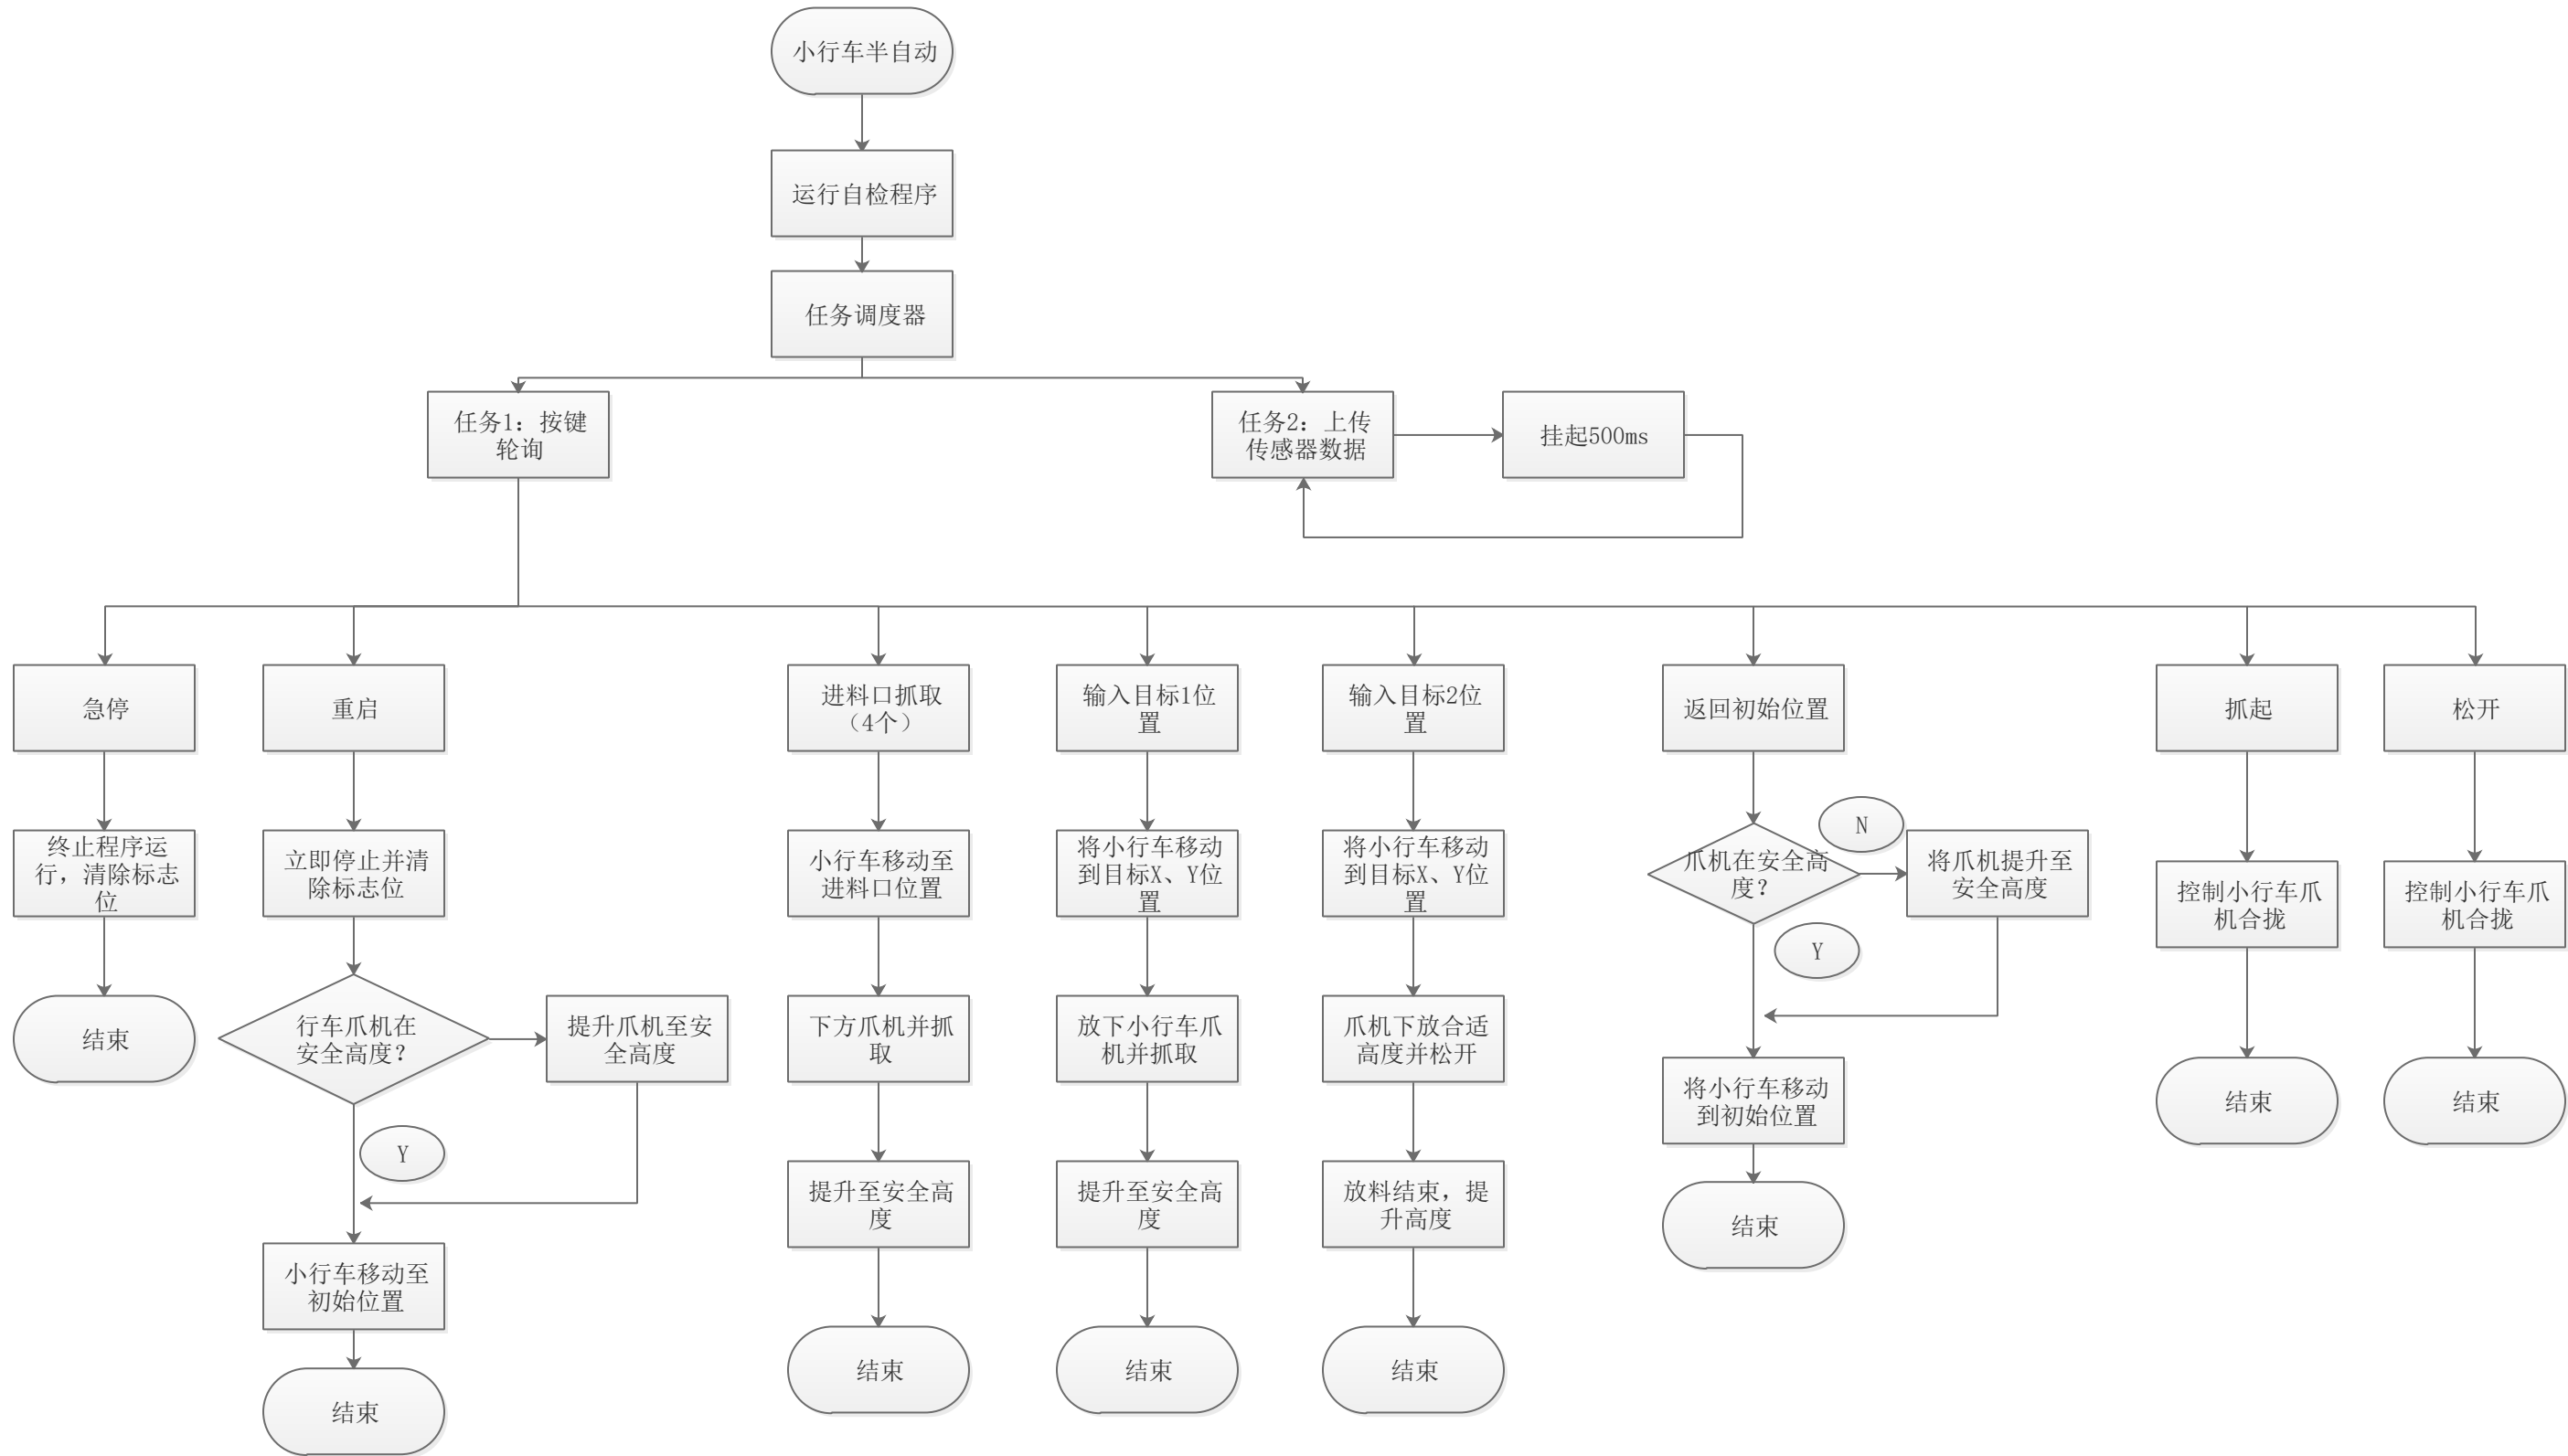 小行车半自动
运行自检程序
任务调度器
任务1：按键
轮询
任务2：上传
传感器数据
挂起500ms
急停
重启
进料口抓取
（4个）
输入目标1位
置
输入目标2位
置
返回初始位置
抓起
松开
终止程序运
行，清除标志
位
立即停止并清
除标志位
小行车移动至
进料口位置
将小行车移动
到目标X、Y位
置
将小行车移动
到目标X、Y位
置
爪机在安全高
度？
N
将爪机提升至
安全高度
控制小行车爪
机合拢
控制小行车爪
机合拢
Y
结束
行车爪机在
安全高度？
提升爪机至安
全高度
下方爪机并抓
取
放下小行车爪
机并抓取
爪机下放合适
高度并松开
将小行车移动
到初始位置
结束
结束
Y
提升至安全高
度
提升至安全高
度
放料结束，提
升高度
结束
小行车移动至
初始位置
结束
结束
结束
结束